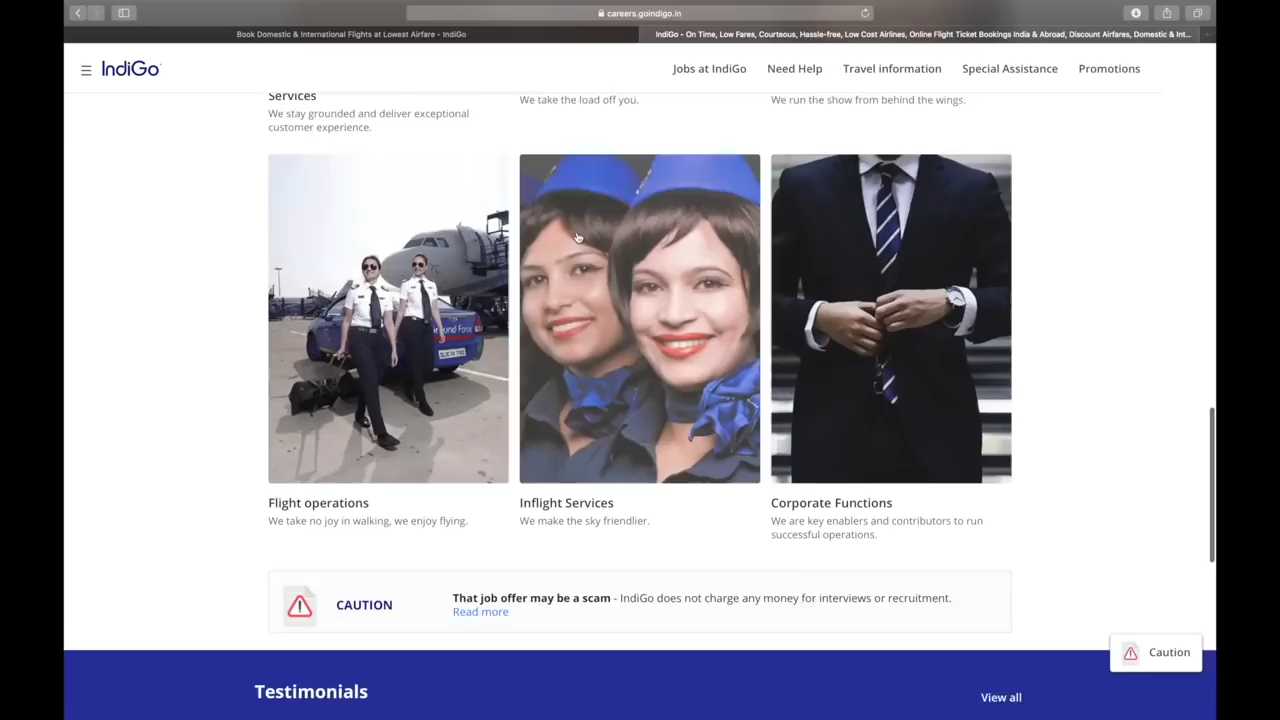 careers.goindigo.in
Book Domestic & International Flights at Lowest Airfare - IndiGo
IndiGo - On Time, Low Fares, Courteous, Hassle-free, Low Cost Airlines, Online Flight Ticket Bookings India & Abroad, Discount Airfares, Domestic & Int...
IndiGo
Jobs at IndiGo
Need Help
Travel information
Special Assistance
Promotions
Services
We stay grounded and deliver exceptional
customer experience.
We take the load off you.
We run the show from behind the wings.
Flight operations
We take no joy in walking, we enjoy flying.
Inflight Services
We make the sky friendlier.
Corporate Functions
We are key enablers and contributors to run
successful operations.
CAUTION
That job offer may be a scam - IndiGo does not charge any money for interviews or recruitment.
Read more
Caution
Testimonials
View all